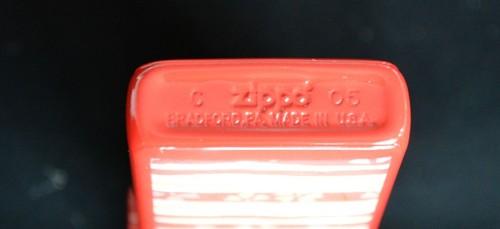 C Zippo 05
BRADFORD, PA. MADE IN U.S.A.